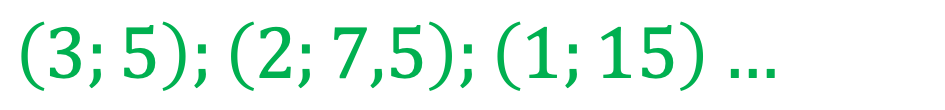 (3; 5); (2; 7,5); (1; 15) ...